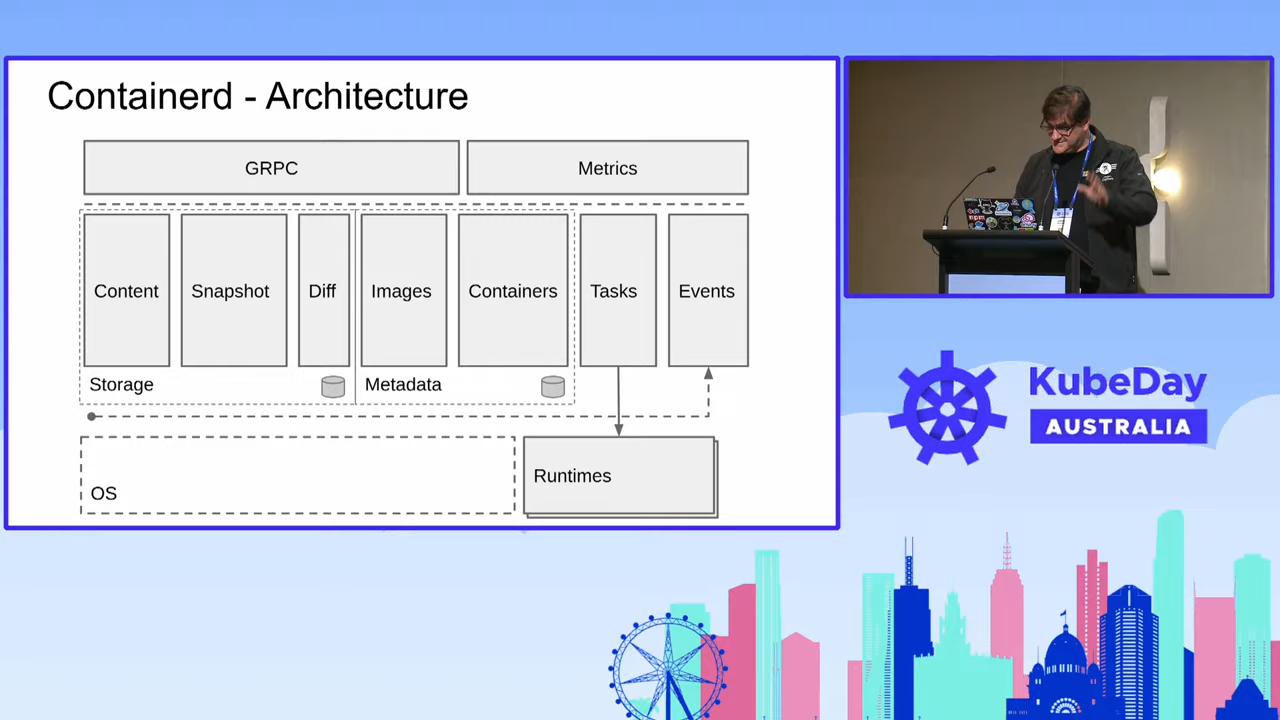 Containerd - Architecture
GRPC
Metrics
Content
Snapshot
Diff
Images
Containers
Tasks
Events
Storage
Metadata
OS
Runtimes
KubeDay
AUSTRALIA